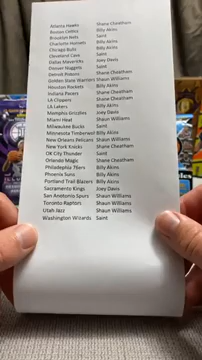 Atlanta Hawks Shane Cheatham
Boston Celtics Billy Akins
Brooklyn Nets Saint
Charlotte Hornets Billy Akins
Chicago Bulls Billy Akins
Cleveland Cavs Saint
Dallas Mavericks Joey Davis
Denver Nuggets Saint
Detroit Pistons Shane Cheatham
Golden State Warriors Shaun Williams
Houston Rockets Billy Akins
Indiana Pacers Shane Cheatham
LA Clippers Shane Cheatham
LA Lakers Billy Akins
Memphis Grizzlies Joey Davis
Miami Heat Shaun Williams
Milwaukee Bucks
Minnesota Timberwolves Billy Akins
New Orleans Pelicans Shaun Williams
New York Knicks Shane Cheatham
OK City Thunder Saint
Orlando Magic Shane Cheatham
Philadelphia 76ers Billy Akins
Phoenix Suns Billy Akins
Portland Trail Blazers Billy Akins
Sacramento Kings Joey Davis
San Anotonio Spurs Shaun Williams
Toronto Raptors Shaun Williams
Utah Jazz Shaun Williams
Washington Wizards Saint